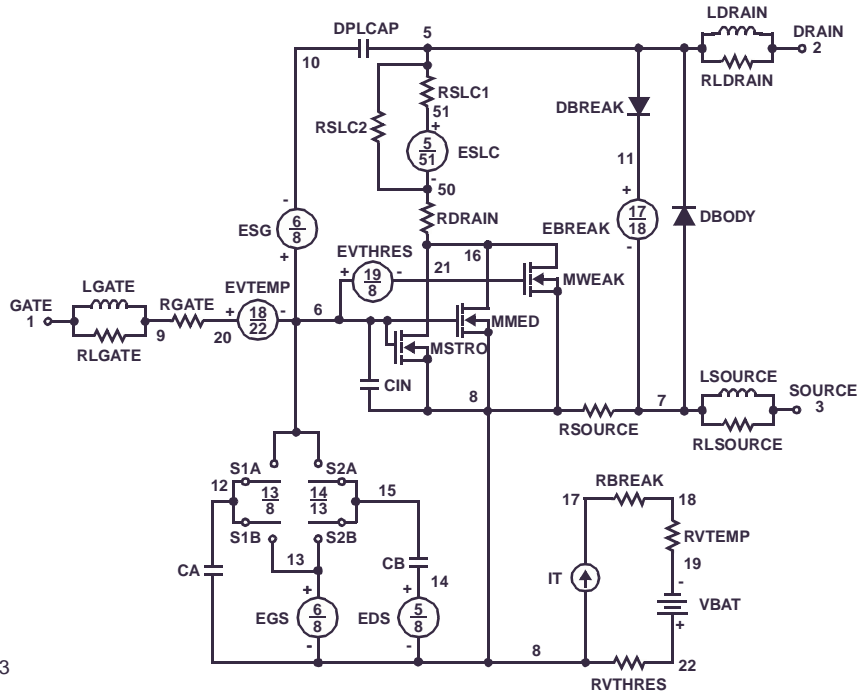 LDRAIN
DPLCAP 5 DRAIN
10 2
RLDRAIN
RSLC1
51
DBREAK
RSLC2
+
5
51
ESLC
-
11
50
-
+
RDRAIN
6
8
ESG
17
18
DBODY
EBREAK
EVTHRES
+
16
-
+ 19
8
- 21
MWEAK
LGATE
EVTEMP
GATE
1
RGATE
+ 18
22
- 6
MMED
9 20
MSTRO
RLGATE
LSOURCE
CIN
8 7
SOURCE
3
RSOURCE
RLSOURCE
S1A S2A
12
13
8
14
13
15
RBREAK
17 18
S1B S2B
RVTEMP
13
CB
19
CA
14
IT
-
+ +
VBAT
EGS
6
8
EDS
5
8
+
- -
8
22
RVTHRES
3